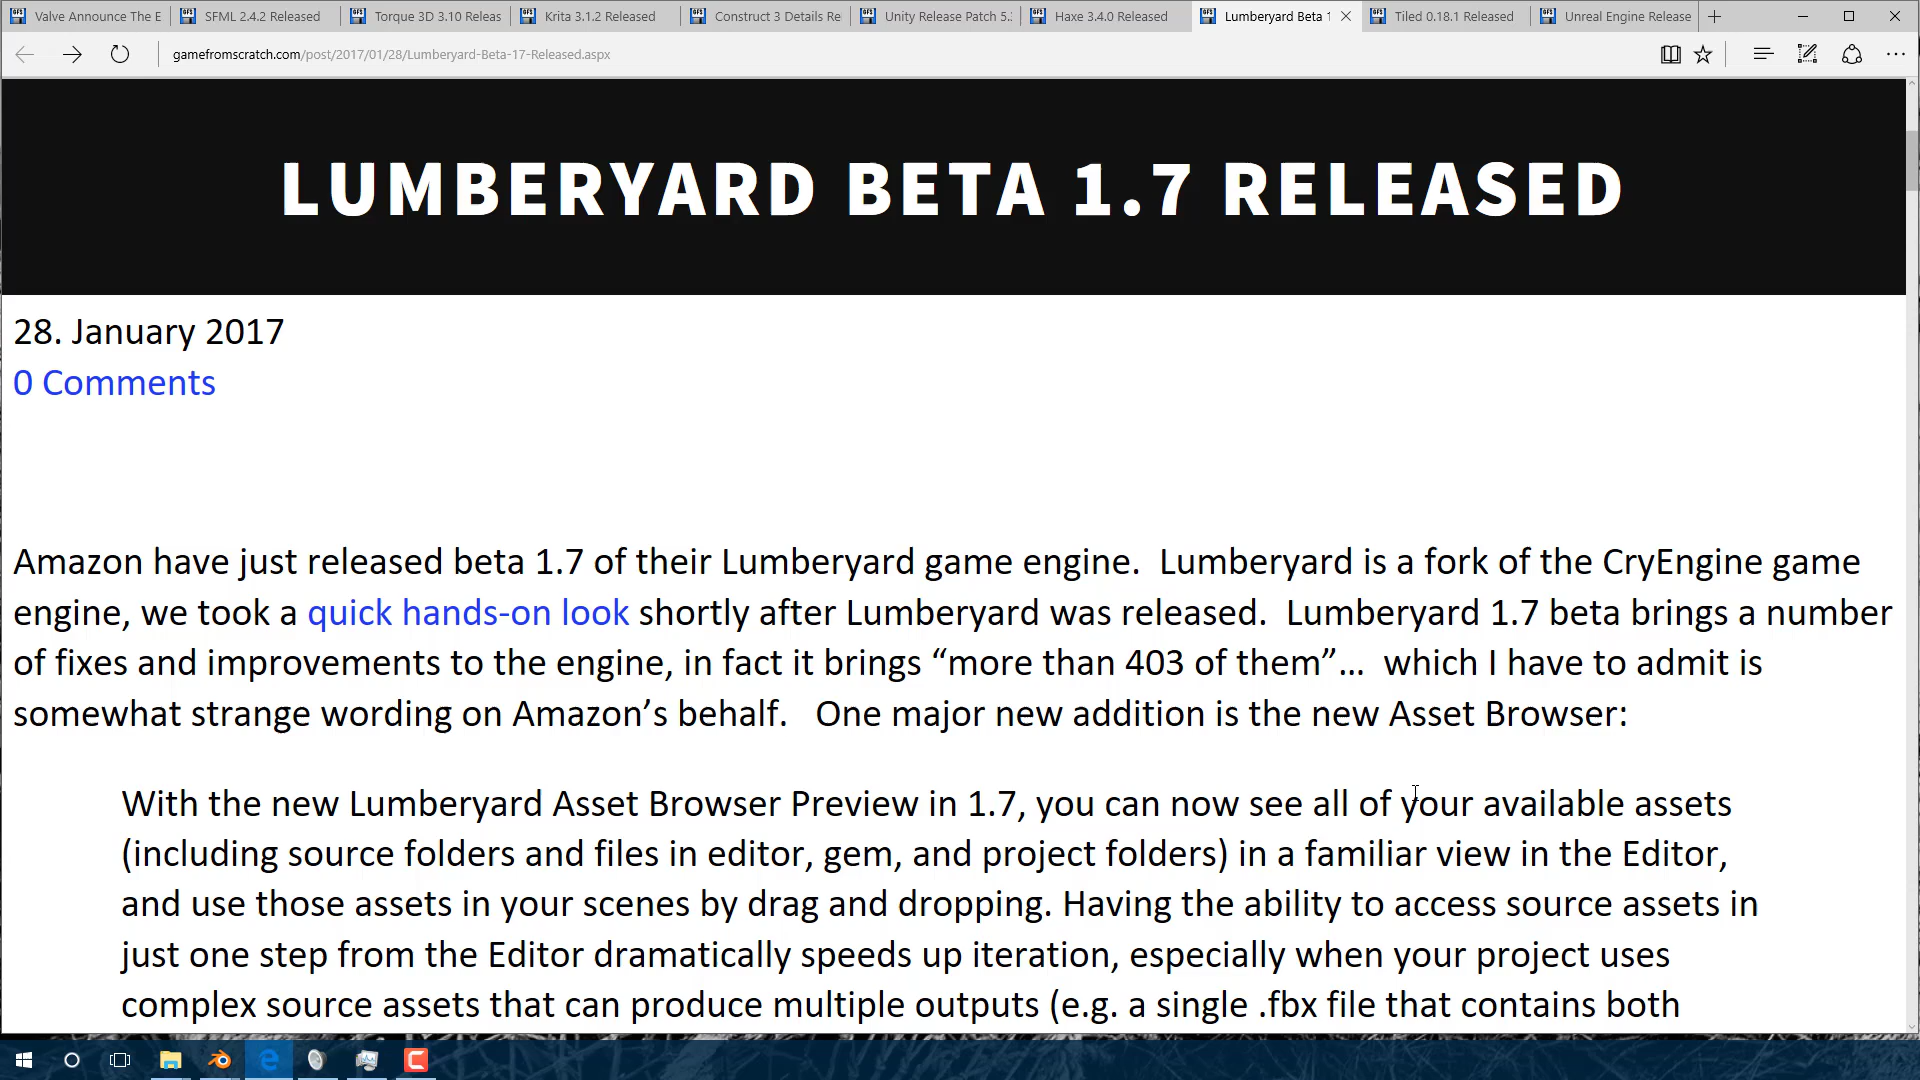 Valve Announce The E
SFML 2.4.2 Released
Torque 3D 3.10 Releas
Krita 3.1.2 Released
Construct 3 Details Re
Unity Release Patch 5.
Haxe 3.4.0 Released
Lumberyard Beta 1
Tiled 0.18.1 Released
Unreal Engine Release
gamefromscratch.com/post/2017/01/28/Lumberyard-Beta-17-Released.aspx
LUMBERYARD BETA 1.7 RELEASED
28. January 2017
0 Comments
Amazon have just released beta 1.7 of their Lumberyard game engine.  Lumberyard is a fork of the CryEngine game
engine, we took a quick hands-on look shortly after Lumberyard was released.  Lumberyard 1.7 beta brings a number
of fixes and improvements to the engine, in fact it brings “more than 403 of them”…  which I have to admit is
somewhat strange wording on Amazon’s behalf.   One major new addition is the new Asset Browser:
With the new Lumberyard Asset Browser Preview in 1.7, you can now see all of your available assets
(including source folders and files in editor, gem, and project folders) in a familiar view in the Editor,
and use those assets in your scenes by drag and dropping. Having the ability to access source assets in
just one step from the Editor dramatically speeds up iteration, especially when your project uses
complex source assets that can produce multiple outputs (e.g. a single .fbx file that contains both